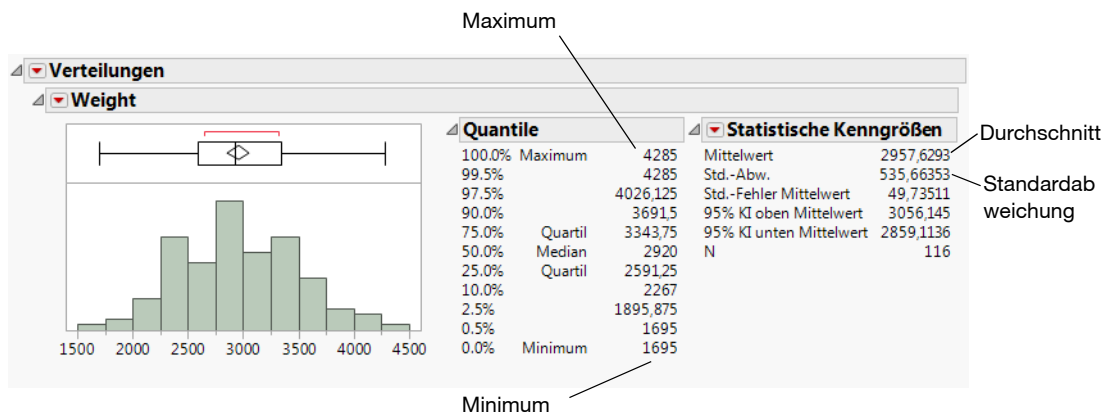 Maximum
Verteilungen
Weight
Quantile
100.0% Maximum 4285
99.5% 4285
97.5% 4026,125
90.0% 3691,5
75.0% Quartil 3343,75
50.0% Median 2920
25.0% Quartil 2591,25
10.0% 2267
2.5% 1895,875
0.5% 1695
0.0% Minimum 1695
Statistische Kenngrößen
Mittelwert 2957,6293
Std.-Abw. 535,66353
Std.-Fehler Mittelwert 49,73511
95% KI oben Mittelwert 3056,145
95% KI unten Mittelwert 2859,1136
N 116
Durchschnitt
Standardab
weichung
1500 2000 2500 3000 3500 4000 4500
Minimum